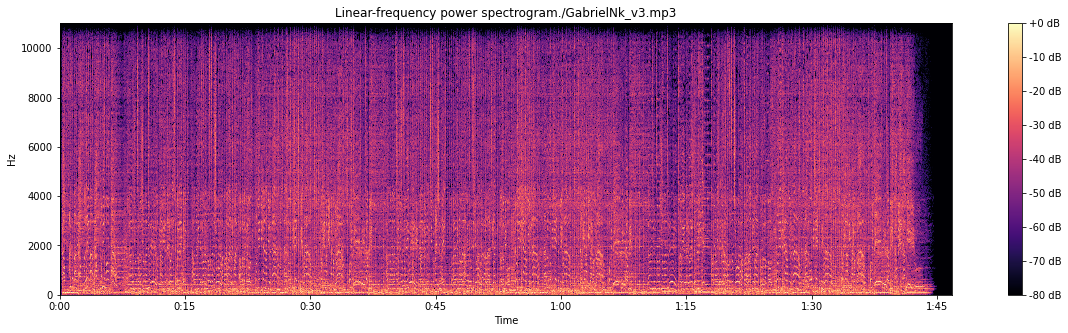 Linear-frequency power spectrogram./GabrielNk_v3.mp3
+0 dB
10000
-10 dB
8000
-20 dB
-30 dB
6000
Hz
-40 dB
4000
-50 dB
-60 dB
2000
-70 dB
0
-80 dB
0:00 0:15 0:30 0:45 1:00 1:15 1:30 1:45
Time